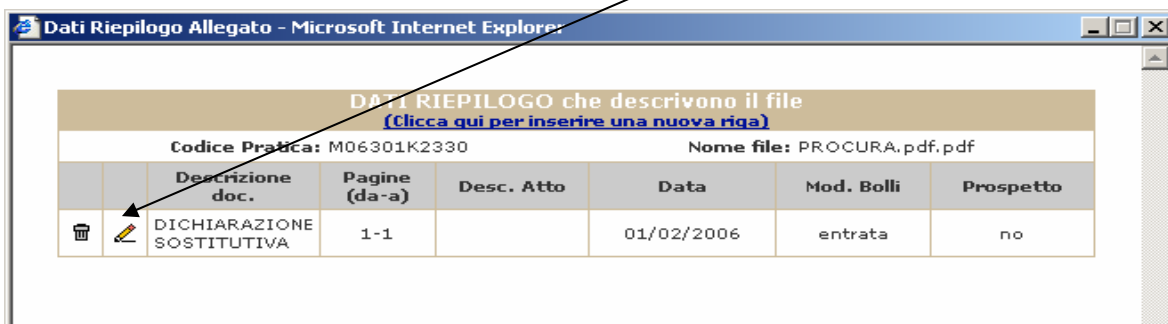 Dati Riepilogo Allegato - Microsoft Internet Explorer
DATI RIEPILOGO che descrivono il file
(Clicca qui per inserire una nuova riga)
Codice Pratica: M06301K2330 Nome file: PROCURA.pdf.pdf
Descrizione doc. Pagine (da-a) Desc. Atto Data Mod. Bolli Prospetto
DICHIARAZIONE SOSTITUTIVA 1-1 01/02/2006 entrata no